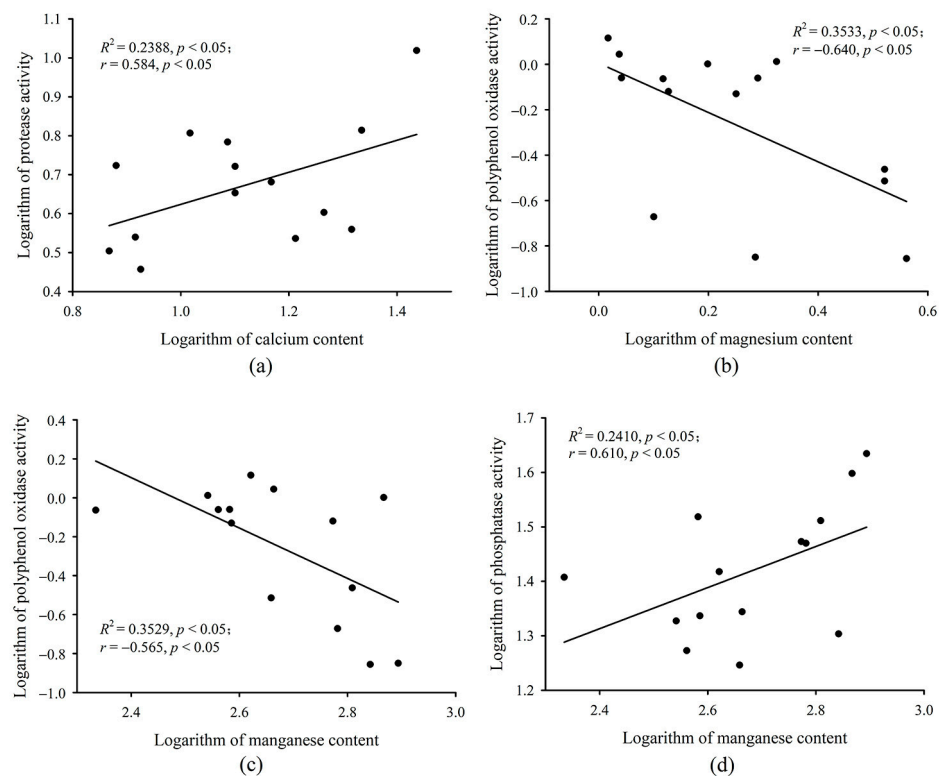 1.1
1.0
0.9
0.8
0.7
0.6
0.5
0.4
Logarithm of protease activity
R² = 0.2388, p < 0.05;
r = 0.584, p < 0.05
0.8 1.0 1.2 1.4
Logarithm of calcium content
(a)
0.2
0.0
−0.2
−0.4
−0.6
−0.8
−1.0
Logarithm of polyphenol oxidase activity
R² = 0.3533, p < 0.05;
r = −0.640, p < 0.05
0.0 0.2 0.4 0.6
Logarithm of magnesium content
(b)
0.4
0.2
0.0
−0.2
−0.4
−0.6
−0.8
−1.0
Logarithm of polyphenol oxidase activity
R² = 0.3529, p < 0.05;
r = −0.565, p < 0.05
2.4 2.6 2.8 3.0
Logarithm of manganese content
(c)
1.7
1.6
1.5
1.4
1.3
1.2
Logarithm of phosphatase activity
R² = 0.2410, p < 0.05;
r = 0.610, p < 0.05
2.4 2.6 2.8 3.0
Logarithm of manganese content
(d)